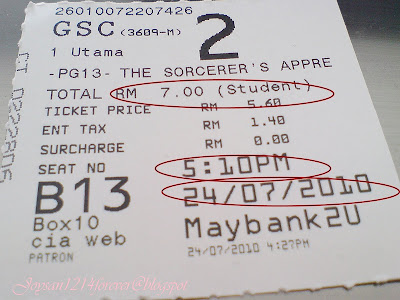 26010072207426
GSC (3609-M) 2
1 Utama
-PG13- THE SORCERER'S APPRE
TOTAL RM 7.00 (Student)
TICKET PRICE RM 5.60
ENT TAX RM 1.40
SURCHARGE RM 0.00
SEAT NO 5:10PM
B13 24/07/2010
Box10 Maybank2U
cia web
PATRON 24/07/2010 4:27PM
Joysan1214forever@blogspot